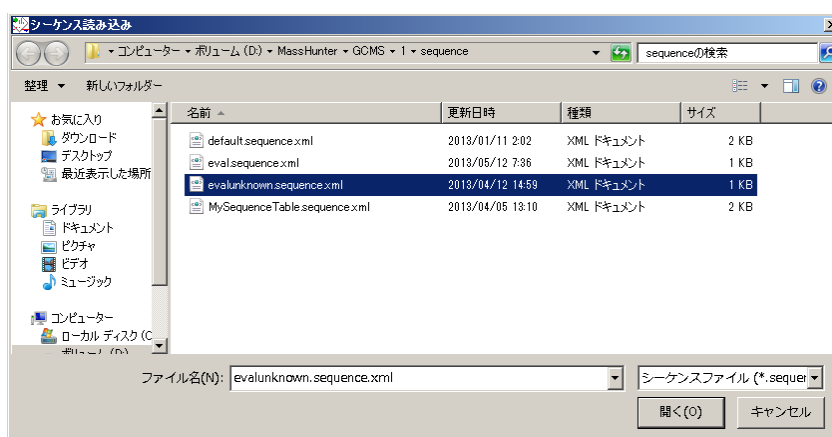 シーケンス読み込み
▾ コンピューター ▾ ボリューム (D:) ▾ MassHunter ▾ GCMS ▾ 1 ▾ sequence
sequenceの検索
整理 ▼ 新しいフォルダー
名前 更新日時 種類 サイズ
お気に入り
ダウンロード
デスクトップ
最近表示した場所
ライブラリ
ドキュメント
ピクチャ
ビデオ
ミュージック
コンピューター
ローカル ディスク (C
ボリューム (D:)
default.sequence.xml 2013/01/11 2:02 XML ドキュメント 2 KB
eval.sequence.xml 2013/05/12 7:36 XML ドキュメント 1 KB
evalunknown.sequence.xml 2013/04/12 14:59 XML ドキュメント 1 KB
MySequenceTable.sequence.xml 2013/04/05 13:10 XML ドキュメント 2 KB
ファイル名(N): evalunknown.sequence.xml
シーケンスファイル (*.sequer
開く(O) キャンセル